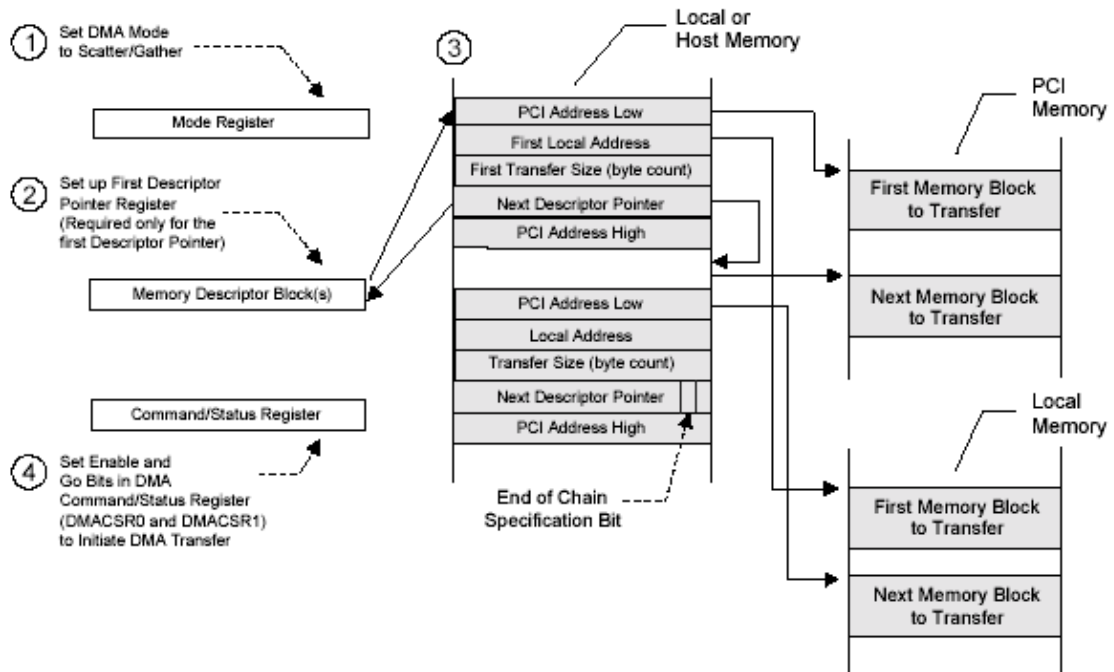 1
Set DMA Mode
to Scatter/Gather
Mode Register
2
Set up First Descriptor
Pointer Register
(Required only for the
first Descriptor Pointer)
Memory Descriptor Block(s)
Command/Status Register
4
Set Enable and
Go Bits in DMA
Command/Status Register
(DMACSR0 and DMACSR1)
to Initiate DMA Transfer
3
Local or
Host Memory
PCI Address Low
First Local Address
First Transfer Size (byte count)
Next Descriptor Pointer
PCI Address High
PCI Address Low
Local Address
Transfer Size (byte count)
Next Descriptor Pointer
PCI Address High
End of Chain
Specification Bit
PCI
Memory
First Memory Block
to Transfer
Next Memory Block
to Transfer
Local
Memory
First Memory Block
to Transfer
Next Memory Block
to Transfer